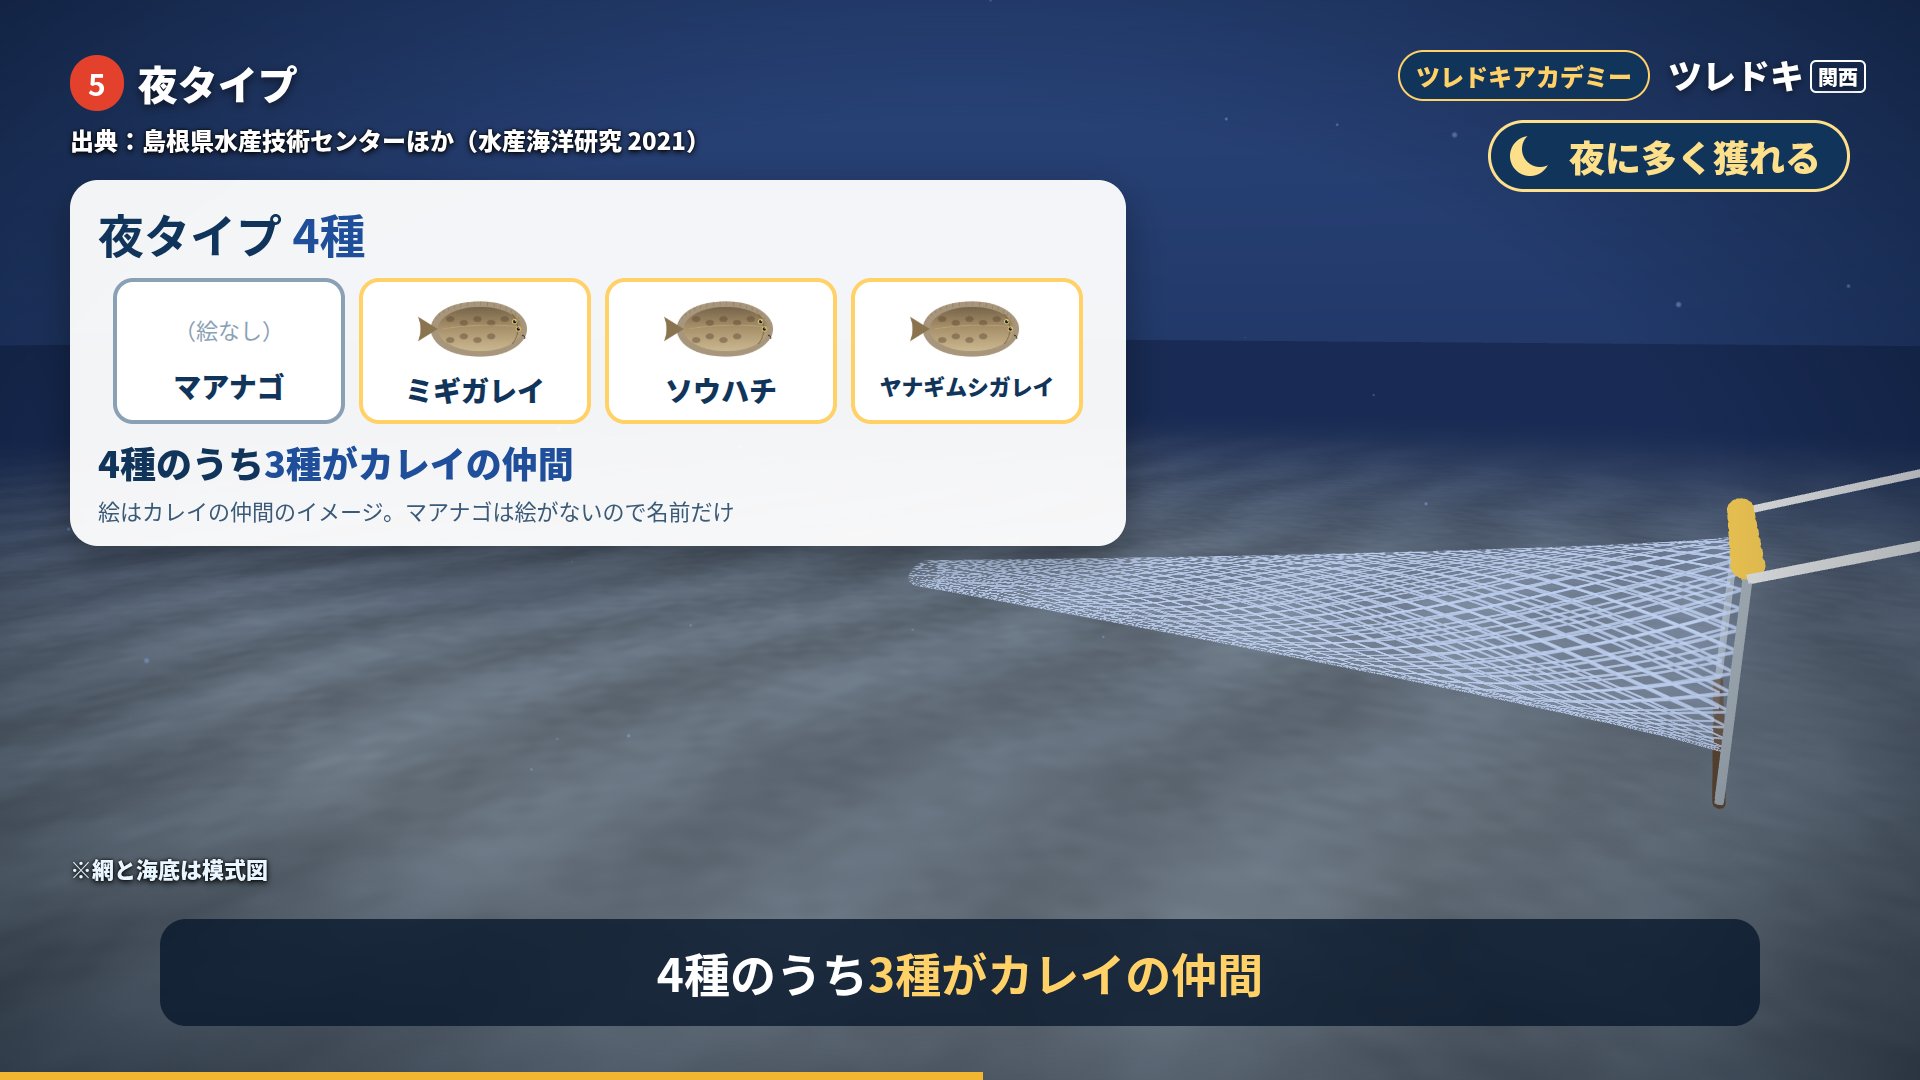 5 夜タイプ
出典：島根県水産技術センターほか（水産海洋研究 2021）
ツレドキアカデミー ツレドキ 関西
夜に多く獲れる
夜タイプ 4種
（絵なし）
マアナゴ
ミギガレイ
ソウハチ
ヤナギムシガレイ
4種のうち3種がカレイの仲間
絵はカレイの仲間のイメージ。マアナゴは絵がないので名前だけ
※網と海底は模式図
4種のうち3種がカレイの仲間